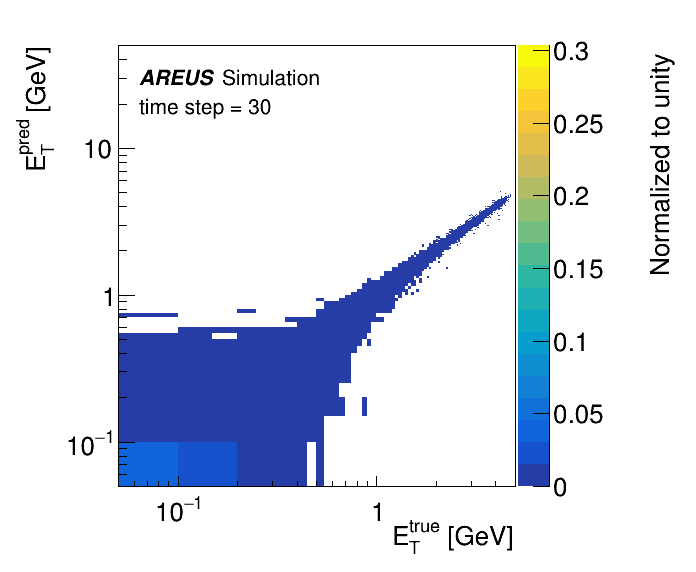 AREUS Simulation
time step = 30
E_T^pred [GeV]
10
1
10^−1
10^−1
1
E_T^true [GeV]
0.3
0.25
0.2
0.15
0.1
0.05
0
Normalized to unity